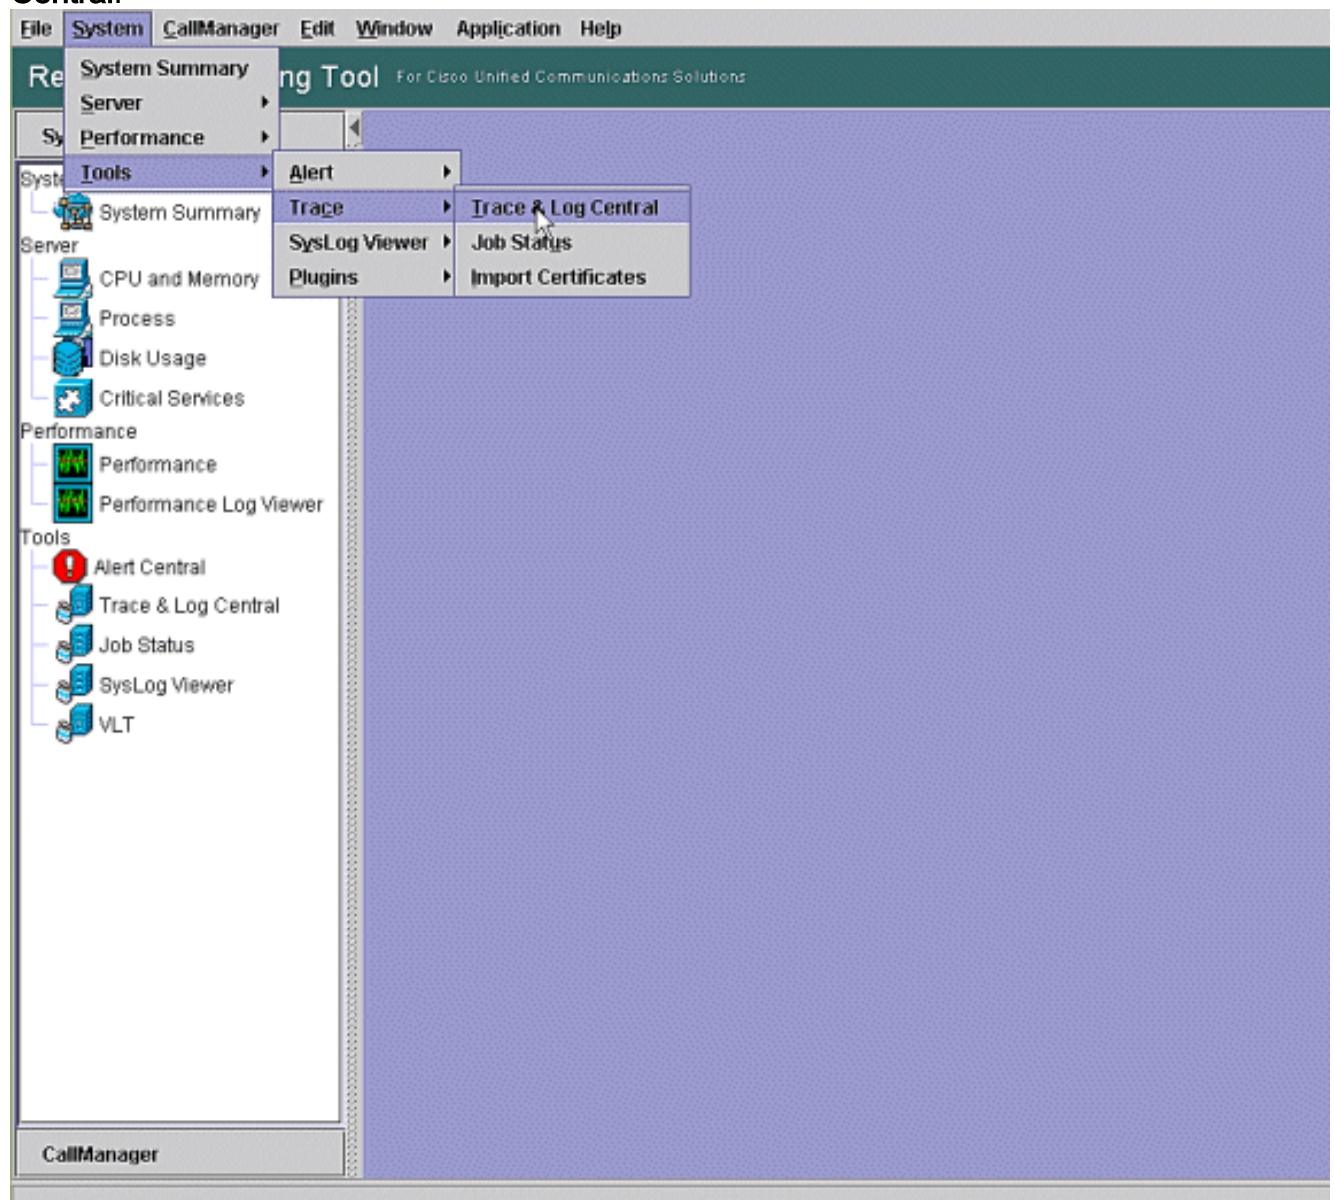 File System CallManager Edit Window Application Help
Re ng Tool For Cisco Unified Communications Solutions
System Summary
Server
Performance
Tools
Alert
Trace
SysLog Viewer
Plugins
Trace & Log Central
Job Status
Import Certificates
Sy
Syste
System Summary
Server
CPU and Memory
Process
Disk Usage
Critical Services
Performance
Performance
Performance Log Viewer
Tools
Alert Central
Trace & Log Central
Job Status
SysLog Viewer
VLT
CallManager